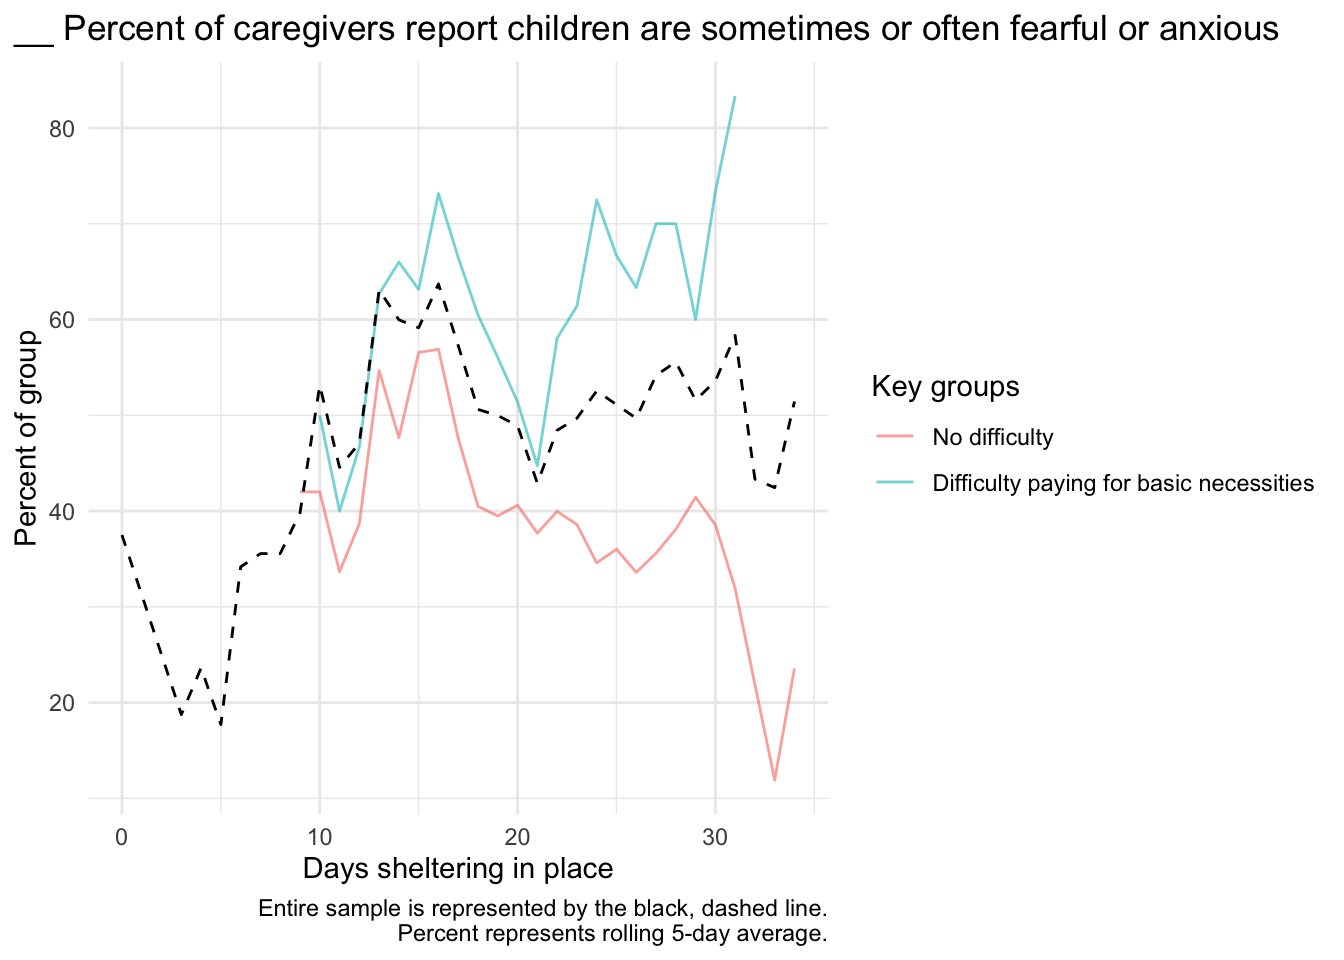 __ Percent of caregivers report children are sometimes or often fearful or anxious
Percent of group
80
60
40
20
0 10 20 30
Days sheltering in place
Key groups
No difficulty
Difficulty paying for basic necessities
Entire sample is represented by the black, dashed line.
Percent represents rolling 5-day average.